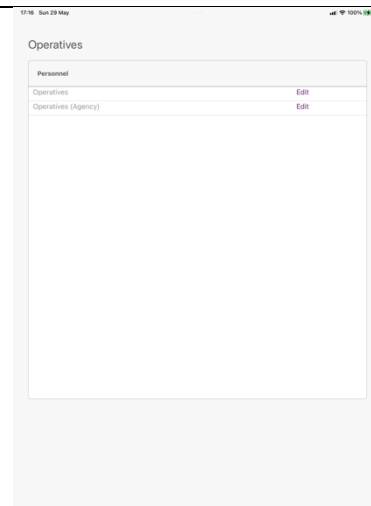 17:16 Sun 29 May 100%
Operatives
Personnel
Operatives Edit
Operatives (Agency) Edit